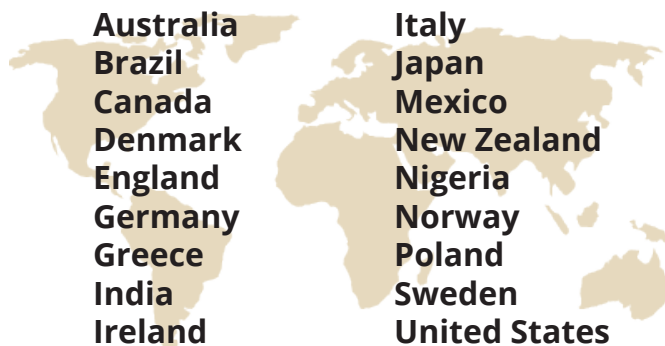 Australia
Brazil
Canada
Denmark
England
Germany
Greece
India
Ireland
Italy
Japan
Mexico
New Zealand
Nigeria
Norway
Poland
Sweden
United States